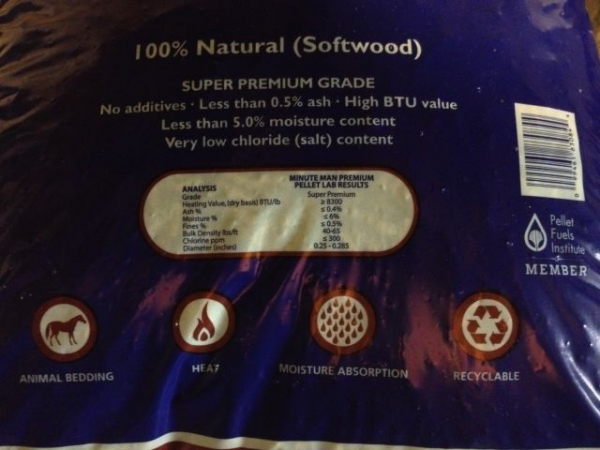 100% Natural (Softwood)
SUPER PREMIUM GRADE
No additives · Less than 0.5% ash · High BTU value
Less than 5.0% moisture content
Very low chloride (salt) content
ANALYSIS MINUTE MAN PREMIUM
PELLET LAB RESULTS
Grade Super Premium
Heating Value, (dry basis) BTU/lb ≥ 8300
Ash % ≤ 0.4%
Moisture % ≤ 6%
Fines % ≤ 0.5%
Bulk Density lbs/ft 40-65
Chlorine ppm ≤ 300
Diameter (inches) 0.25 - 0.285
Pellet
Fuels
Institute
MEMBER
ANIMAL BEDDING
HEAT
MOISTURE ABSORPTION
RECYCLABLE